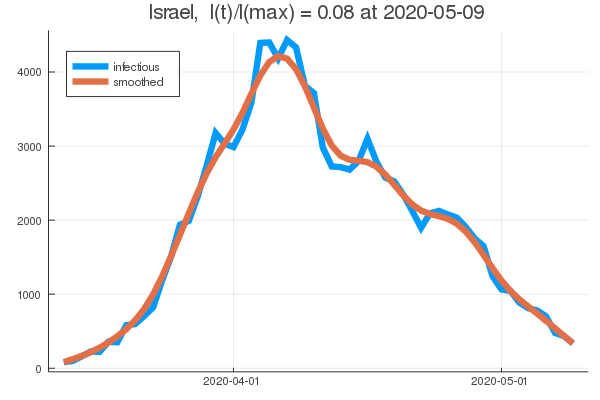 Israel, I(t)/I(max) = 0.08 at 2020-05-09
infectious
smoothed
4000
3000
2000
1000
0
2020-04-01
2020-05-01